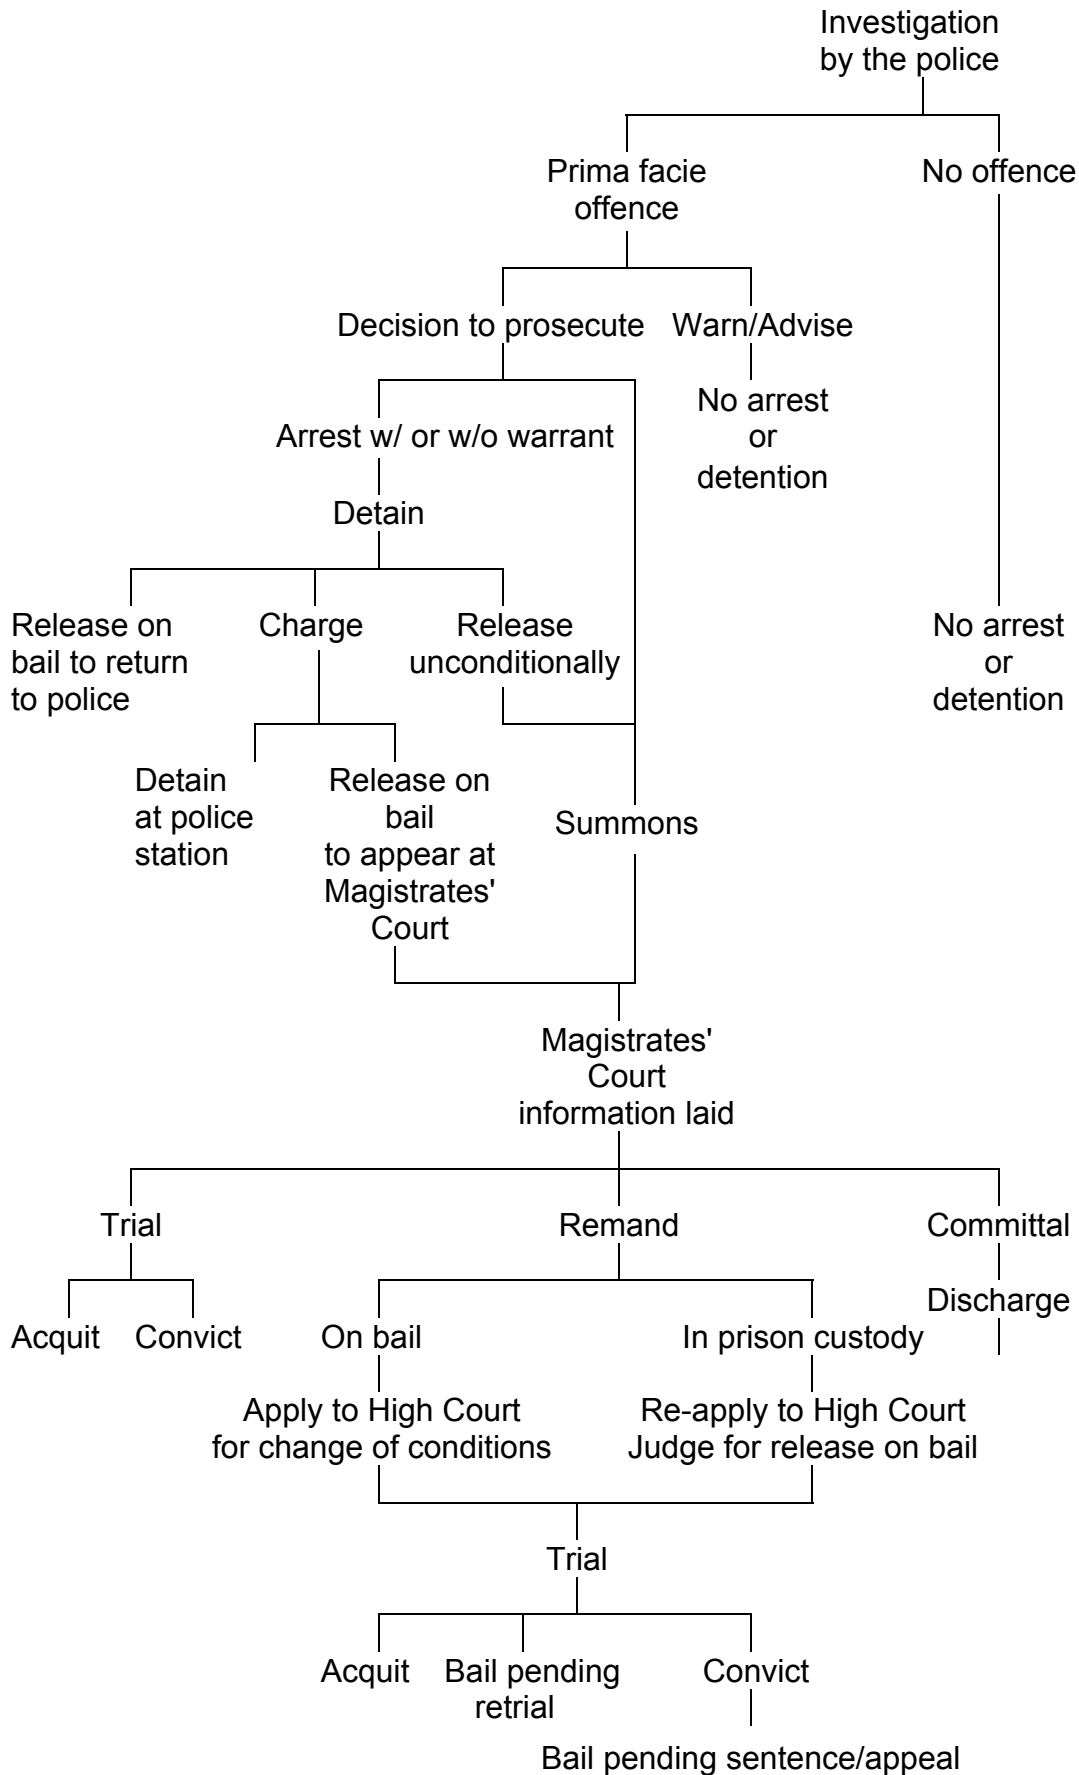 Investigation
by the police
Prima facie
offence
No offence
Decision to prosecute
Warn/Advise
No arrest
or
detention
Arrest w/ or w/o warrant
Detain
Release on
bail to return
to police
Charge
Release
unconditionally
No arrest
or
detention
Detain
at police
station
Release on
bail
to appear at
Magistrates'
Court
Summons
Magistrates'
Court
information laid
Trial
Remand
Committal
Discharge
Acquit
Convict
On bail
In prison custody
Apply to High Court
for change of conditions
Re-apply to High Court
Judge for release on bail
Trial
Acquit
Bail pending
retrial
Convict
Bail pending sentence/appeal